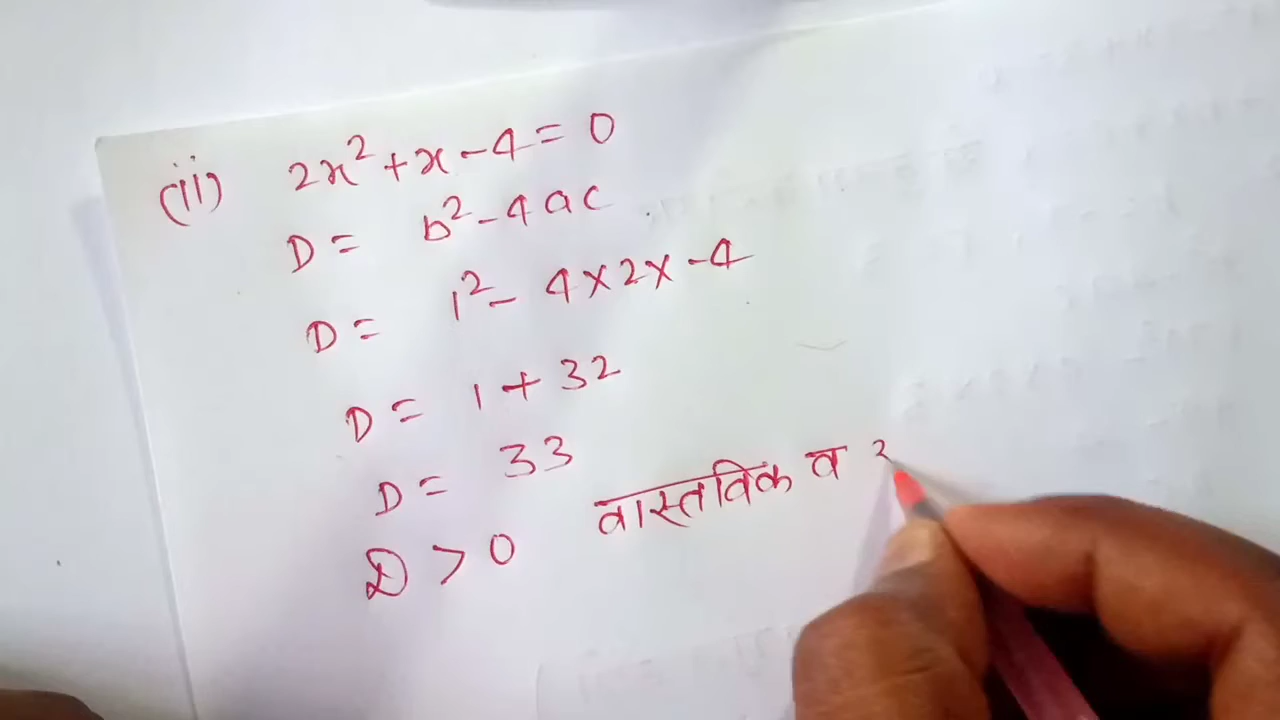 (ii) 2x² + x - 4 = 0
D = b² - 4ac
D = 1² - 4 × 2 × -4
D = 1 + 32
D = 33
D > 0 वास्तविक व